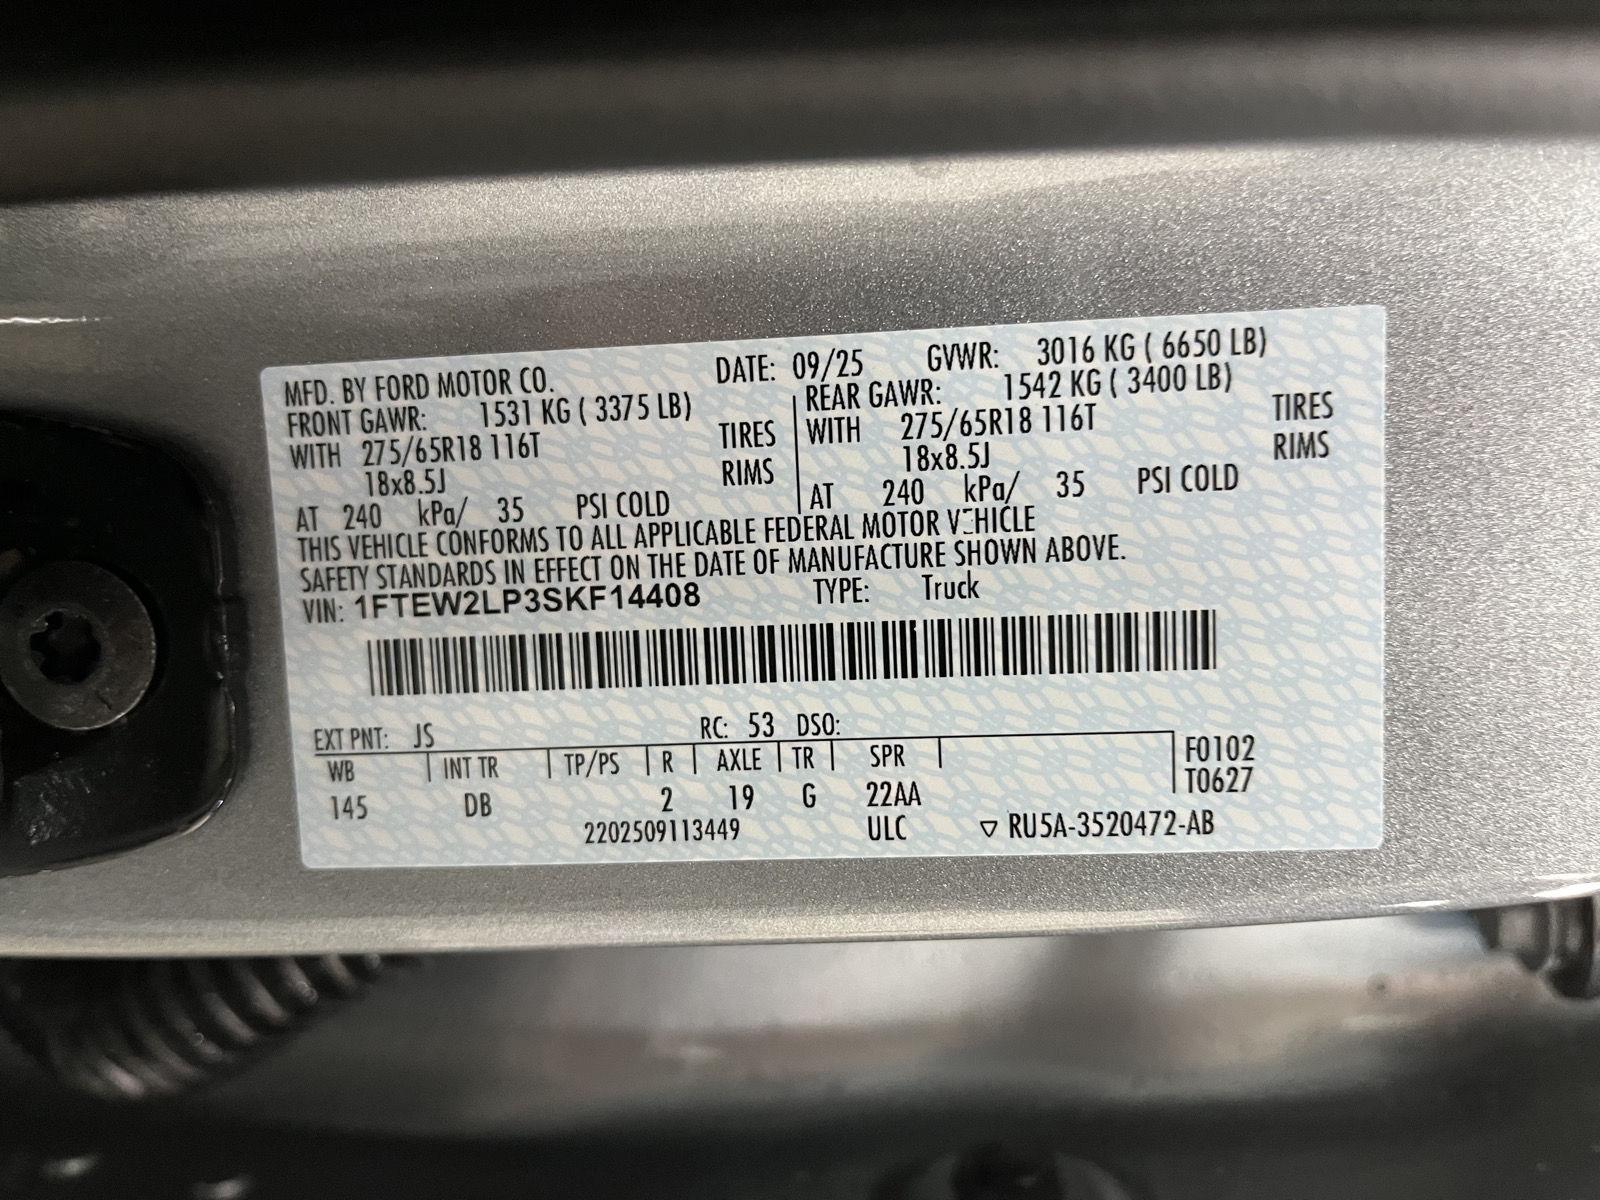 MFD. BY FORD MOTOR CO. DATE: 09/25 GVWR: 3016 KG ( 6650 LB)
FRONT GAWR: 1531 KG ( 3375 LB) REAR GAWR: 1542 KG ( 3400 LB)
WITH 275/65R18 116T TIRES WITH 275/65R18 116T TIRES
18x8.5J RIMS 18x8.5J RIMS
AT 240 kPa/ 35 PSI COLD AT 240 kPa/ 35 PSI COLD
THIS VEHICLE CONFORMS TO ALL APPLICABLE FEDERAL MOTOR VEHICLE
SAFETY STANDARDS IN EFFECT ON THE DATE OF MANUFACTURE SHOWN ABOVE.
VIN: 1FTEW2LP3SKF14408 TYPE: Truck
EXT PNT: JS RC: 53 DSO:
WB INT TR TP/PS R AXLE TR SPR F0102
145 DB 2 19 G 22AA T0627
2202509113449 ULC ▽ RU5A-3520472-AB